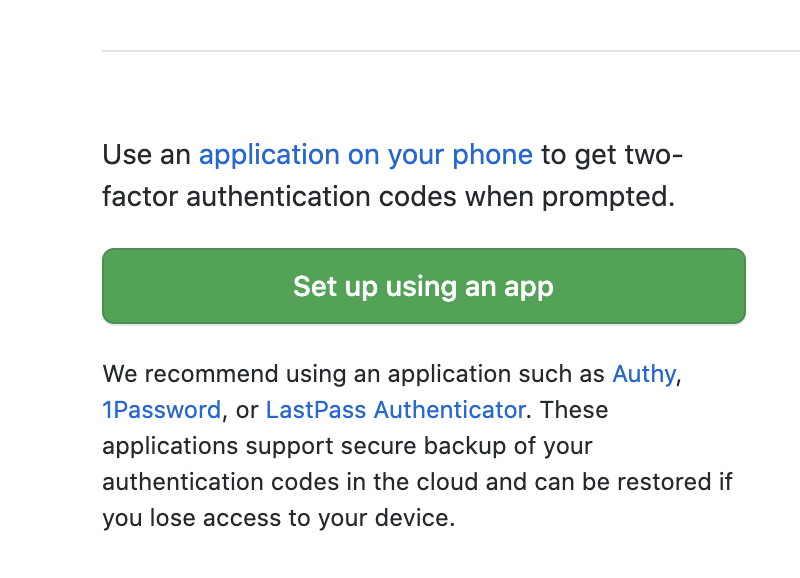 Use an application on your phone to get two-
factor authentication codes when prompted.
Set up using an app
We recommend using an application such as Authy,
1Password, or LastPass Authenticator. These
applications support secure backup of your
authentication codes in the cloud and can be restored if
you lose access to your device.